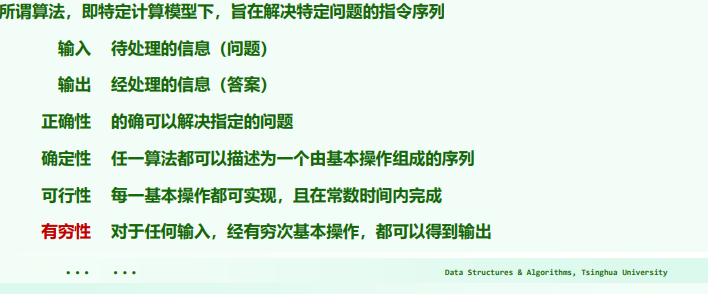 所谓算法，即特定计算模型下，旨在解决特定问题的指令序列
输入 待处理的信息（问题）
输出 经处理的信息（答案）
正确性 的确可以解决指定的问题
确定性 任一算法都可以描述为一个由基本操作组成的序列
可行性 每一基本操作都可实现，且在常数时间内完成
有穷性 对于任何输入，经有穷次基本操作，都可以得到输出
... ... Data Structures & Algorithms, Tsinghua University